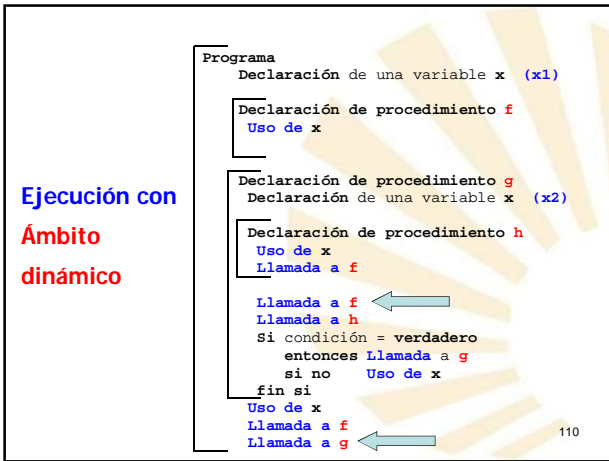 Programa
Declaración de una variable x (x1)
Declaración de procedimiento f
Uso de x
Declaración de procedimiento g
Declaración de una variable x (x2)
Declaración de procedimiento h
Uso de x
Llamada a f
Llamada a f
Llamada a h
Si condición = verdadero
entonces Llamada a g
si no Uso de x
fin si
Uso de x
Llamada a f
Llamada a g
Ejecución con
Ámbito
dinámico
110